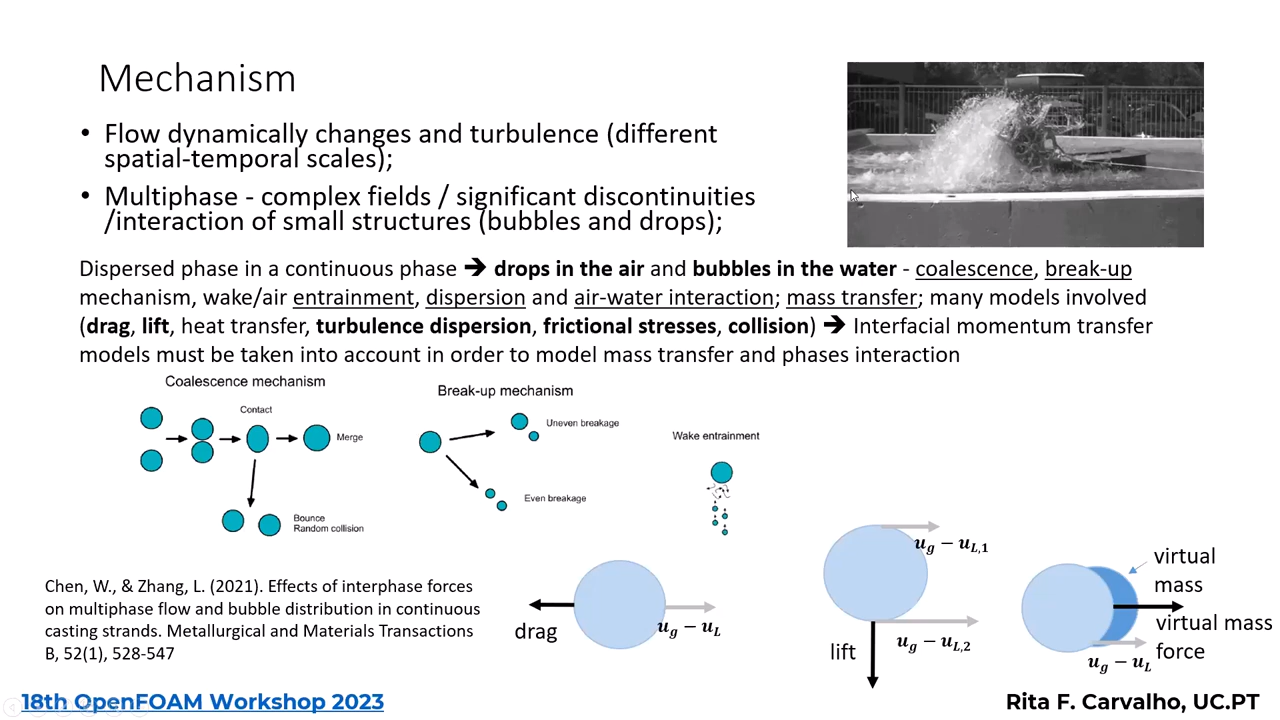 Mechanism
• Flow dynamically changes and turbulence (different
spatial-temporal scales);
• Multiphase - complex fields / significant discontinuities
/interaction of small structures (bubbles and drops);
Dispersed phase in a continuous phase ➔ drops in the air and bubbles in the water - coalescence, break-up
mechanism, wake/air entrainment, dispersion and air-water interaction; mass transfer; many models involved
(drag, lift, heat transfer, turbulence dispersion, frictional stresses, collision) ➔ Interfacial momentum transfer
models must be taken into account in order to model mass transfer and phases interaction
Coalescence mechanism
Contact
Merge
Bounce
Random collision
Break-up mechanism
Uneven breakage
Even breakage
Wake entrainment
Chen, W., & Zhang, L. (2021). Effects of interphase forces
on multiphase flow and bubble distribution in continuous
casting strands. Metallurgical and Materials Transactions
B, 52(1), 528-547
drag
u_g − u_L
u_g − u_{L,1}
u_g − u_{L,2}
lift
virtual
mass
virtual mass
force
u_g − u_L
18th OpenFOAM Workshop 2023
Rita F. Carvalho, UC.PT